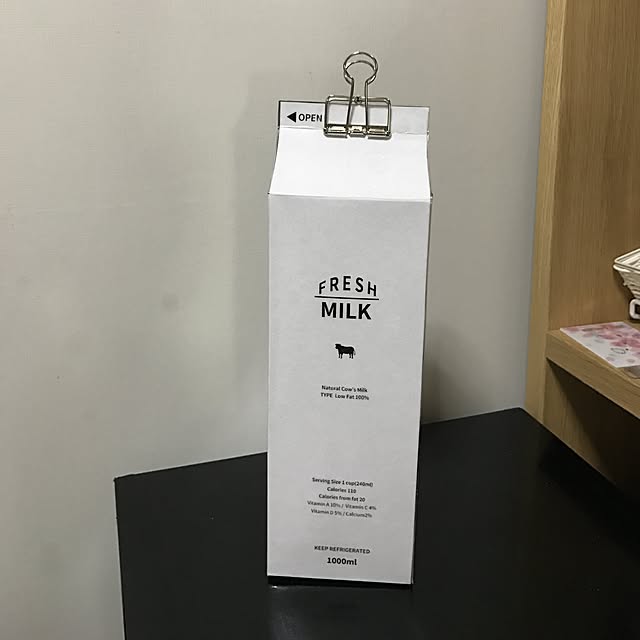 ◀ OPEN
FRESH
MILK
Natural Cow's Milk
TYPE Low Fat 100%
Serving Size 1 cup(240ml)
Calories 110
Calories from fat 20
Vitamin A 10% / Vitamin C 4%
Vitamin D 5% / Calcium2%
KEEP REFRIGERATED
1000ml